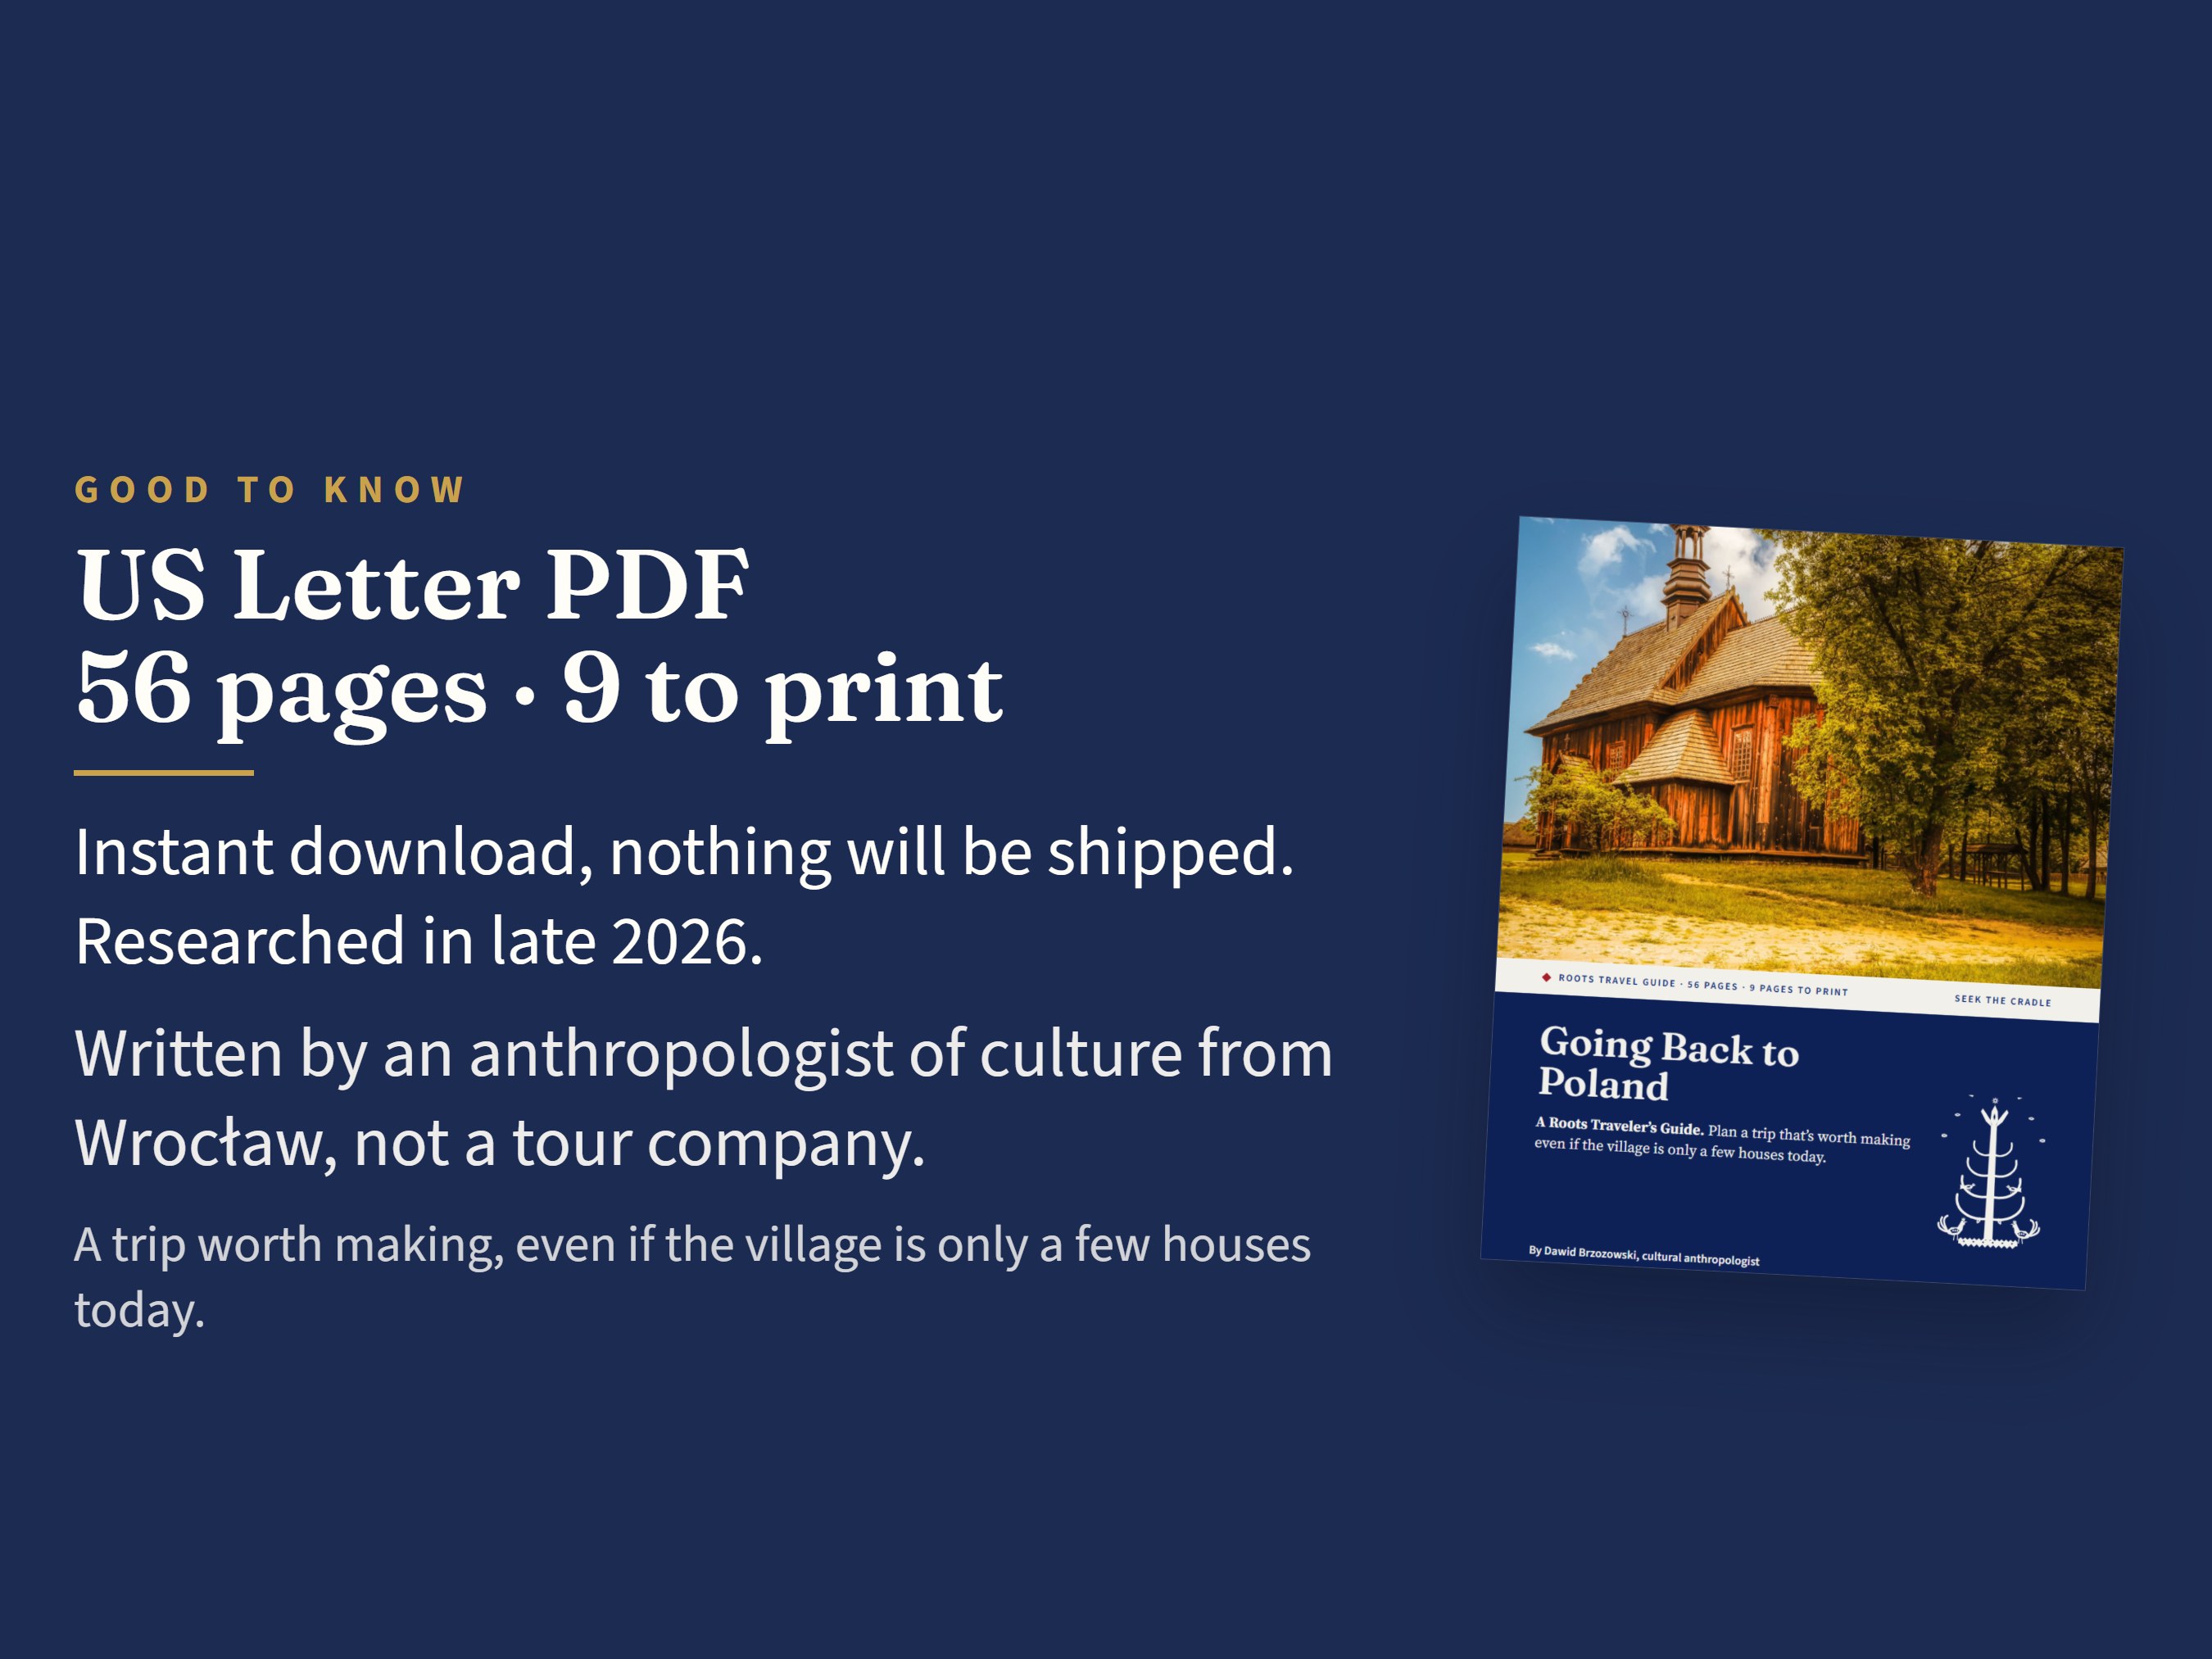 GOOD TO KNOW
US Letter PDF
56 pages · 9 to print
Instant download, nothing will be shipped.
Researched in late 2026.
Written by an anthropologist of culture from
Wrocław, not a tour company.
A trip worth making, even if the village is only a few houses
today.
ROOTS TRAVEL GUIDE · 56 PAGES · 9 PAGES TO PRINT
SEEK THE CRADLE
Going Back to
Poland
A Roots Traveler's Guide. Plan a trip that's worth making
even if the village is only a few houses today.
By Dawid Brzozowski, cultural anthropologist